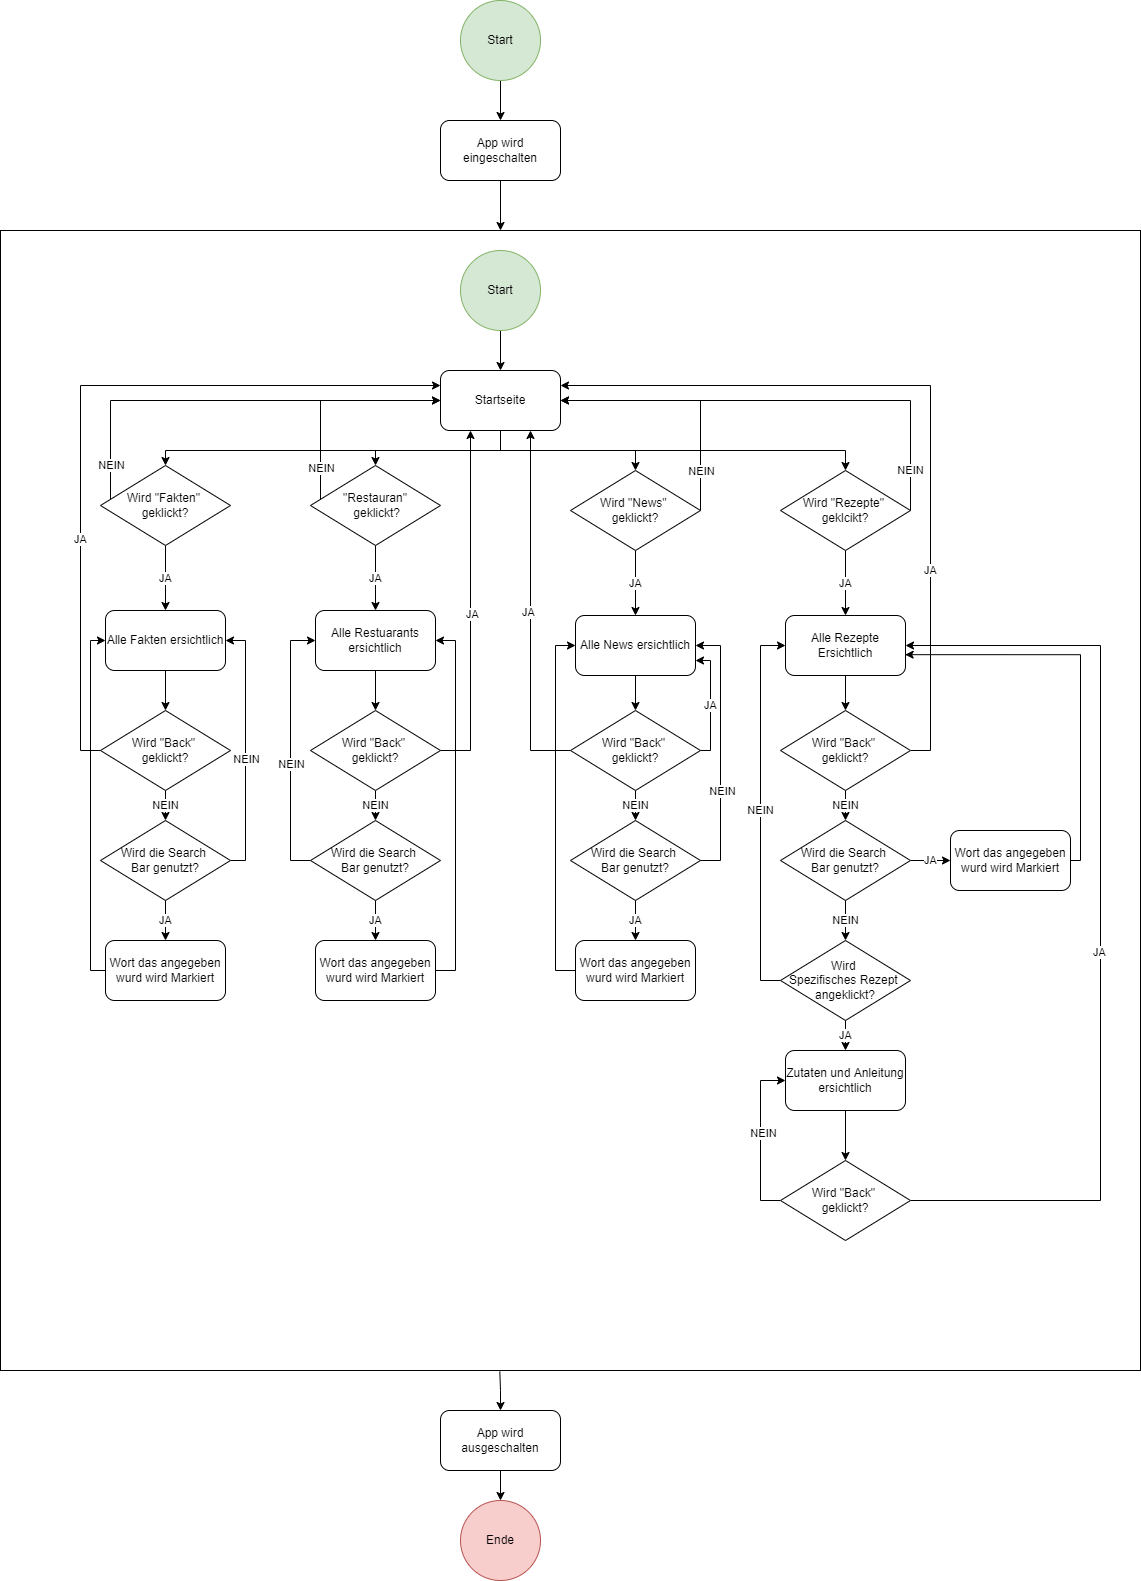 Start
App wird
eingeschalten
Start
Startseite
NEIN
NEIN
NEIN
NEIN
Wird "Fakten"
geklickt?
"Restauran"
geklickt?
Wird "News"
geklickt?
Wird "Rezepte"
geklcikt?
JA
JA
JA
JA
JA
JA
JA
JA
Alle Fakten ersichtlich
Alle Restuarants
ersichtlich
Alle News ersichtlich
Alle Rezepte
Ersichtlich
JA
Wird "Back"
geklickt?
Wird "Back"
geklickt?
Wird "Back"
geklickt?
Wird "Back"
geklickt?
NEIN
NEIN
NEIN
NEIN
NEIN
NEIN
NEIN
NEIN
Wird die Search
Bar genutzt?
Wird die Search
Bar genutzt?
Wird die Search
Bar genutzt?
Wird die Search
Bar genutzt?
JA
Wort das angegeben
wurd wird Markiert
JA
JA
JA
NEIN
Wort das angegeben
wurd wird Markiert
Wort das angegeben
wurd wird Markiert
Wort das angegeben
wurd wird Markiert
JA
Wird
Spezifisches Rezept
angeklickt?
JA
Zutaten und Anleitung
ersichtlich
NEIN
Wird "Back"
geklickt?
App wird
ausgeschalten
Ende